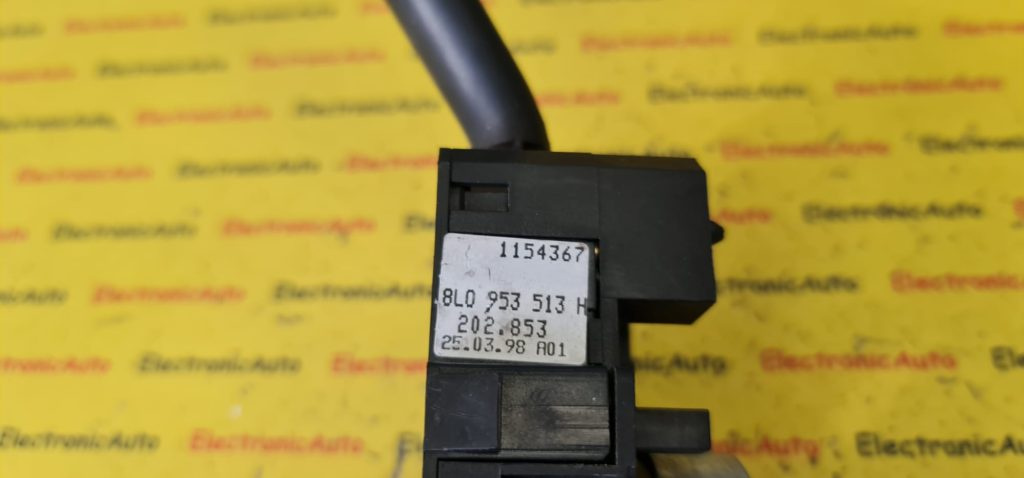 1154367
8L0 953 513 H
202.853
25.03.98 A01
ElectronicAuto